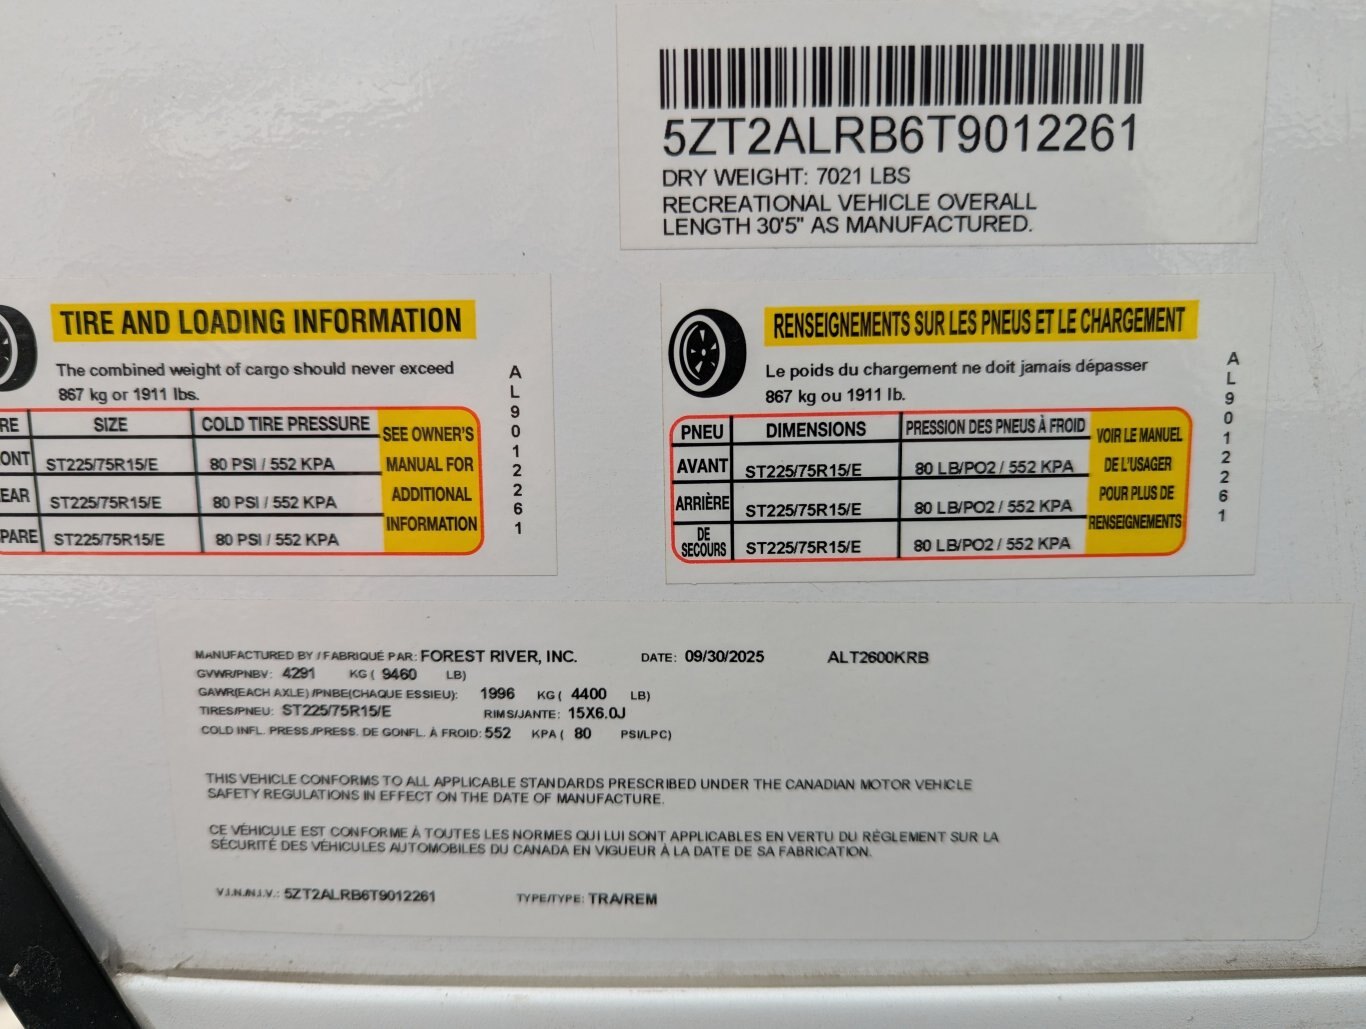 5ZT2ALRB6T9012261
DRY WEIGHT: 7021 LBS
RECREATIONAL VEHICLE OVERALL
LENGTH 30'5" AS MANUFACTURED.
TIRE AND LOADING INFORMATION
The combined weight of cargo should never exceed
867 kg or 1911 lbs.
RE SIZE COLD TIRE PRESSURE
ONT ST225/75R15/E 80 PSI / 552 KPA
EAR ST225/75R15/E 80 PSI / 552 KPA
PARE ST225/75R15/E 80 PSI / 552 KPA
SEE OWNER'S
MANUAL FOR
ADDITIONAL
INFORMATION
AL9012261
RENSEIGNEMENTS SUR LES PNEUS ET LE CHARGEMENT
Le poids du chargement ne doit jamais dépasser
867 kg ou 1911 lb.
PNEU DIMENSIONS PRESSION DES PNEUS À FROID
AVANT ST225/75R15/E 80 LB/PO2 / 552 KPA
ARRIÈRE ST225/75R15/E 80 LB/PO2 / 552 KPA
DE
SECOURS ST225/75R15/E 80 LB/PO2 / 552 KPA
VOIR LE MANUEL
DE L'USAGER
POUR PLUS DE
RENSEIGNEMENTS
AL9012261
MANUFACTURED BY / FABRIQUÉ PAR: FOREST RIVER, INC. DATE: 09/30/2025 ALT2600KRB
GVWR/PNBV: 4291 KG ( 9460 LB)
GAWR(EACH AXLE) /PNBE(CHAQUE ESSIEU): 1996 KG ( 4400 LB)
TIRES/PNEU: ST225/75R15/E RIMS/JANTE: 15X6.0J
COLD INFL. PRESS./PRESS. DE GONFL. À FROID: 552 KPA ( 80 PSI/LPC)
THIS VEHICLE CONFORMS TO ALL APPLICABLE STANDARDS PRESCRIBED UNDER THE CANADIAN MOTOR VEHICLE
SAFETY REGULATIONS IN EFFECT ON THE DATE OF MANUFACTURE.
CE VÉHICULE EST CONFORME À TOUTES LES NORMES QUI LUI SONT APPLICABLES EN VERTU DU RÈGLEMENT SUR LA
SÉCURITÉ DES VÉHICULES AUTOMOBILES DU CANADA EN VIGUEUR À LA DATE DE SA FABRICATION.
V.I.N./N.I.V.: 5ZT2ALRB6T9012261 TYPE/TYPE: TRA/REM